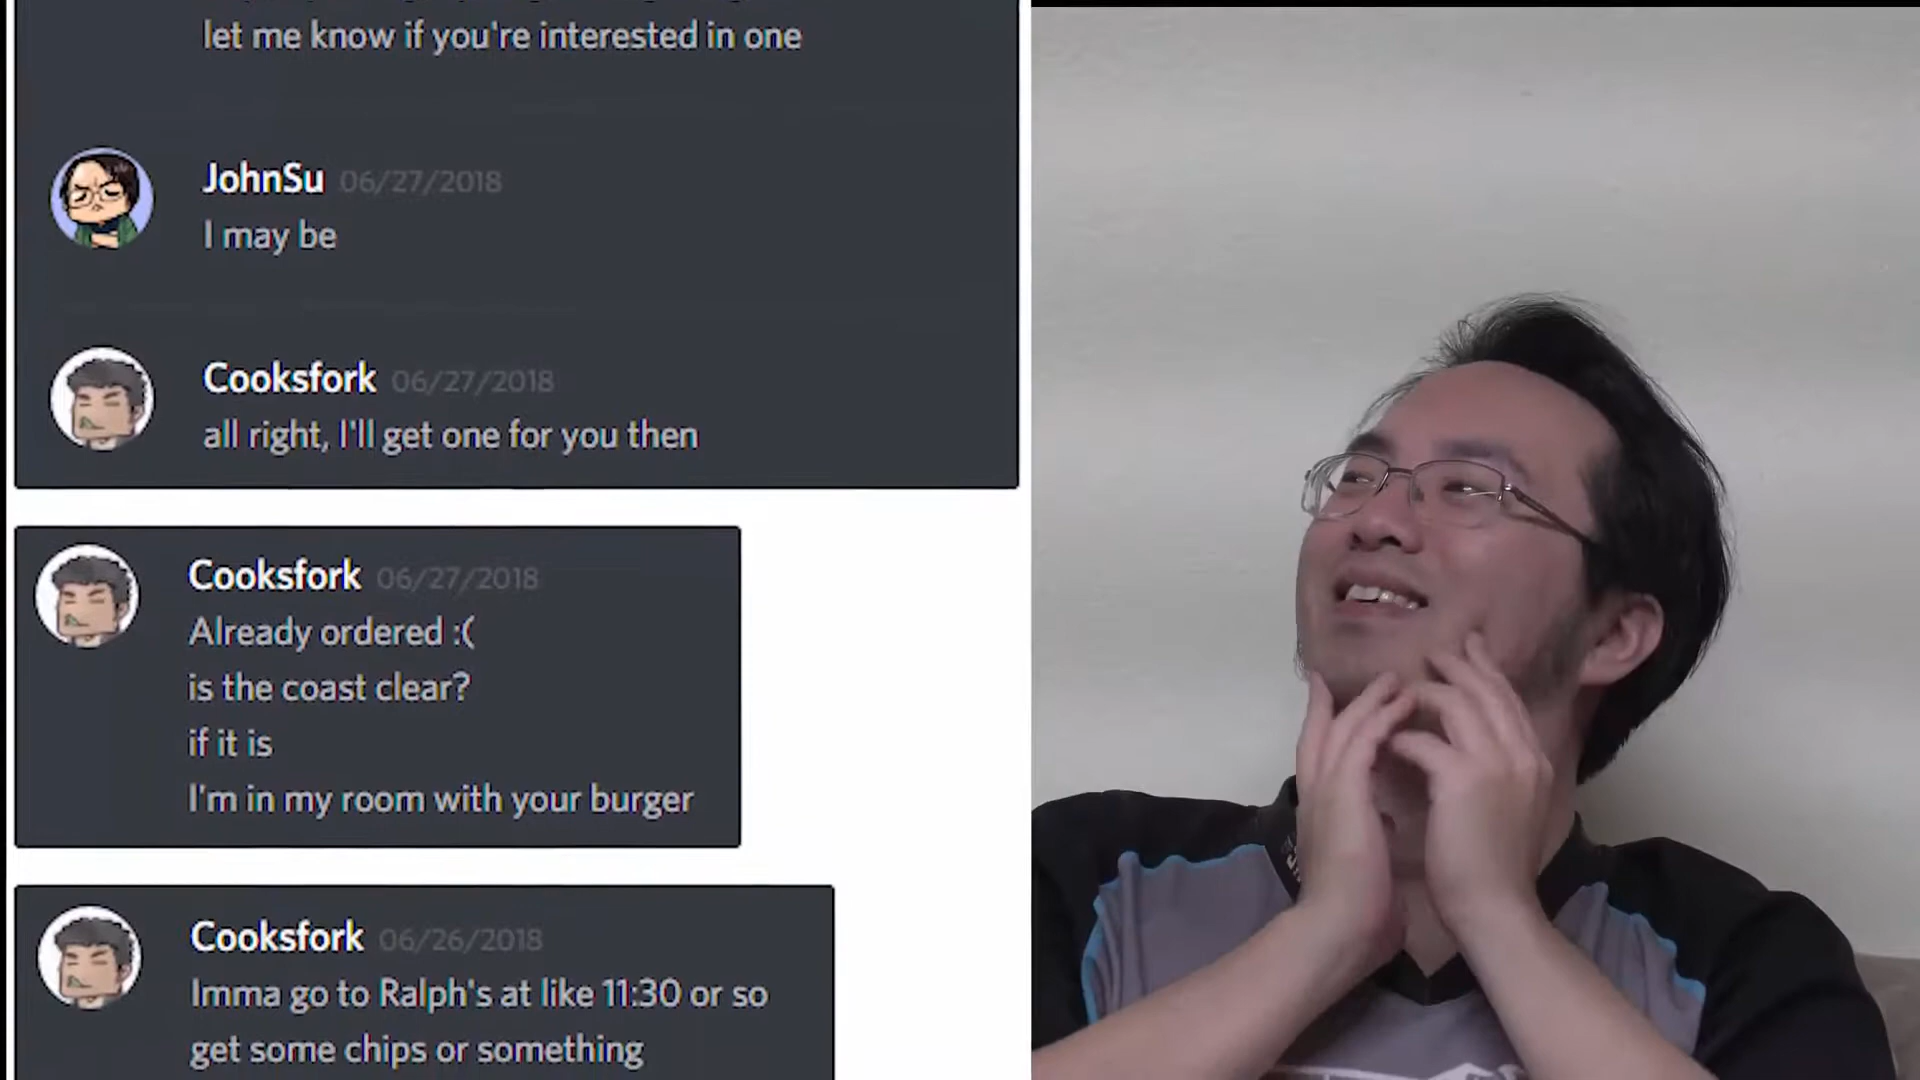 let me know if you're interested in one
JohnSu 06/27/2018
I may be
Cooksfork 06/27/2018
all right, I'll get one for you then
Cooksfork 06/27/2018
Already ordered :(
is the coast clear?
if it is
I'm in my room with your burger
Cooksfork 06/26/2018
Imma go to Ralph's at like 11:30 or so
get some chips or something